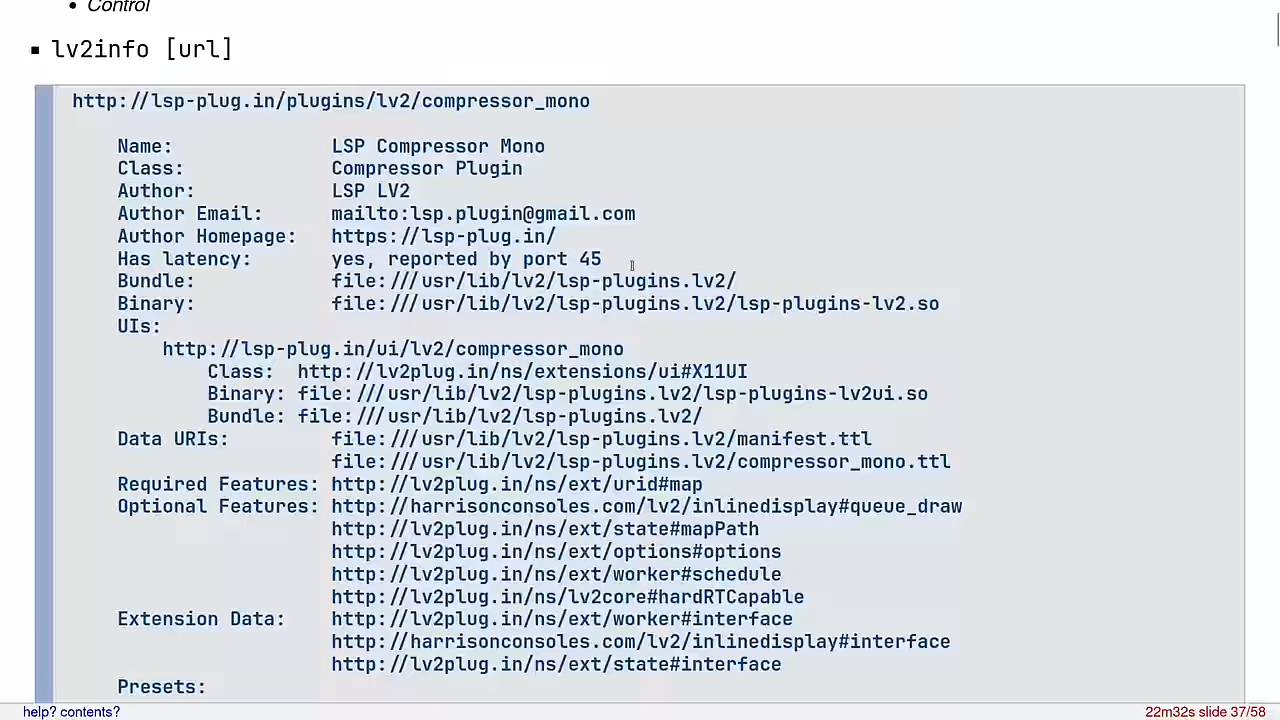 Control
lv2info [url]
http://lsp-plug.in/plugins/lv2/compressor_mono
Name: LSP Compressor Mono
Class: Compressor Plugin
Author: LSP LV2
Author Email: mailto:lsp.plugin@gmail.com
Author Homepage: https://lsp-plug.in/
Has latency: yes, reported by port 45
Bundle: file:///usr/lib/lv2/lsp-plugins.lv2/
Binary: file:///usr/lib/lv2/lsp-plugins.lv2/lsp-plugins-lv2.so
UIs:
http://lsp-plug.in/ui/lv2/compressor_mono
Class: http://lv2plug.in/ns/extensions/ui#X11UI
Binary: file:///usr/lib/lv2/lsp-plugins.lv2/lsp-plugins-lv2ui.so
Bundle: file:///usr/lib/lv2/lsp-plugins.lv2/
Data URIs: file:///usr/lib/lv2/lsp-plugins.lv2/manifest.ttl
file:///usr/lib/lv2/lsp-plugins.lv2/compressor_mono.ttl
Required Features: http://lv2plug.in/ns/ext/urid#map
Optional Features: http://harrisonconsoles.com/lv2/inlinedisplay#queue_draw
http://lv2plug.in/ns/ext/state#mapPath
http://lv2plug.in/ns/ext/options#options
http://lv2plug.in/ns/ext/worker#schedule
http://lv2plug.in/ns/lv2core#hardRTCapable
Extension Data: http://lv2plug.in/ns/ext/worker#interface
http://harrisonconsoles.com/lv2/inlinedisplay#interface
http://lv2plug.in/ns/ext/state#interface
Presets:
help? contents?
22m32s slide 37/58